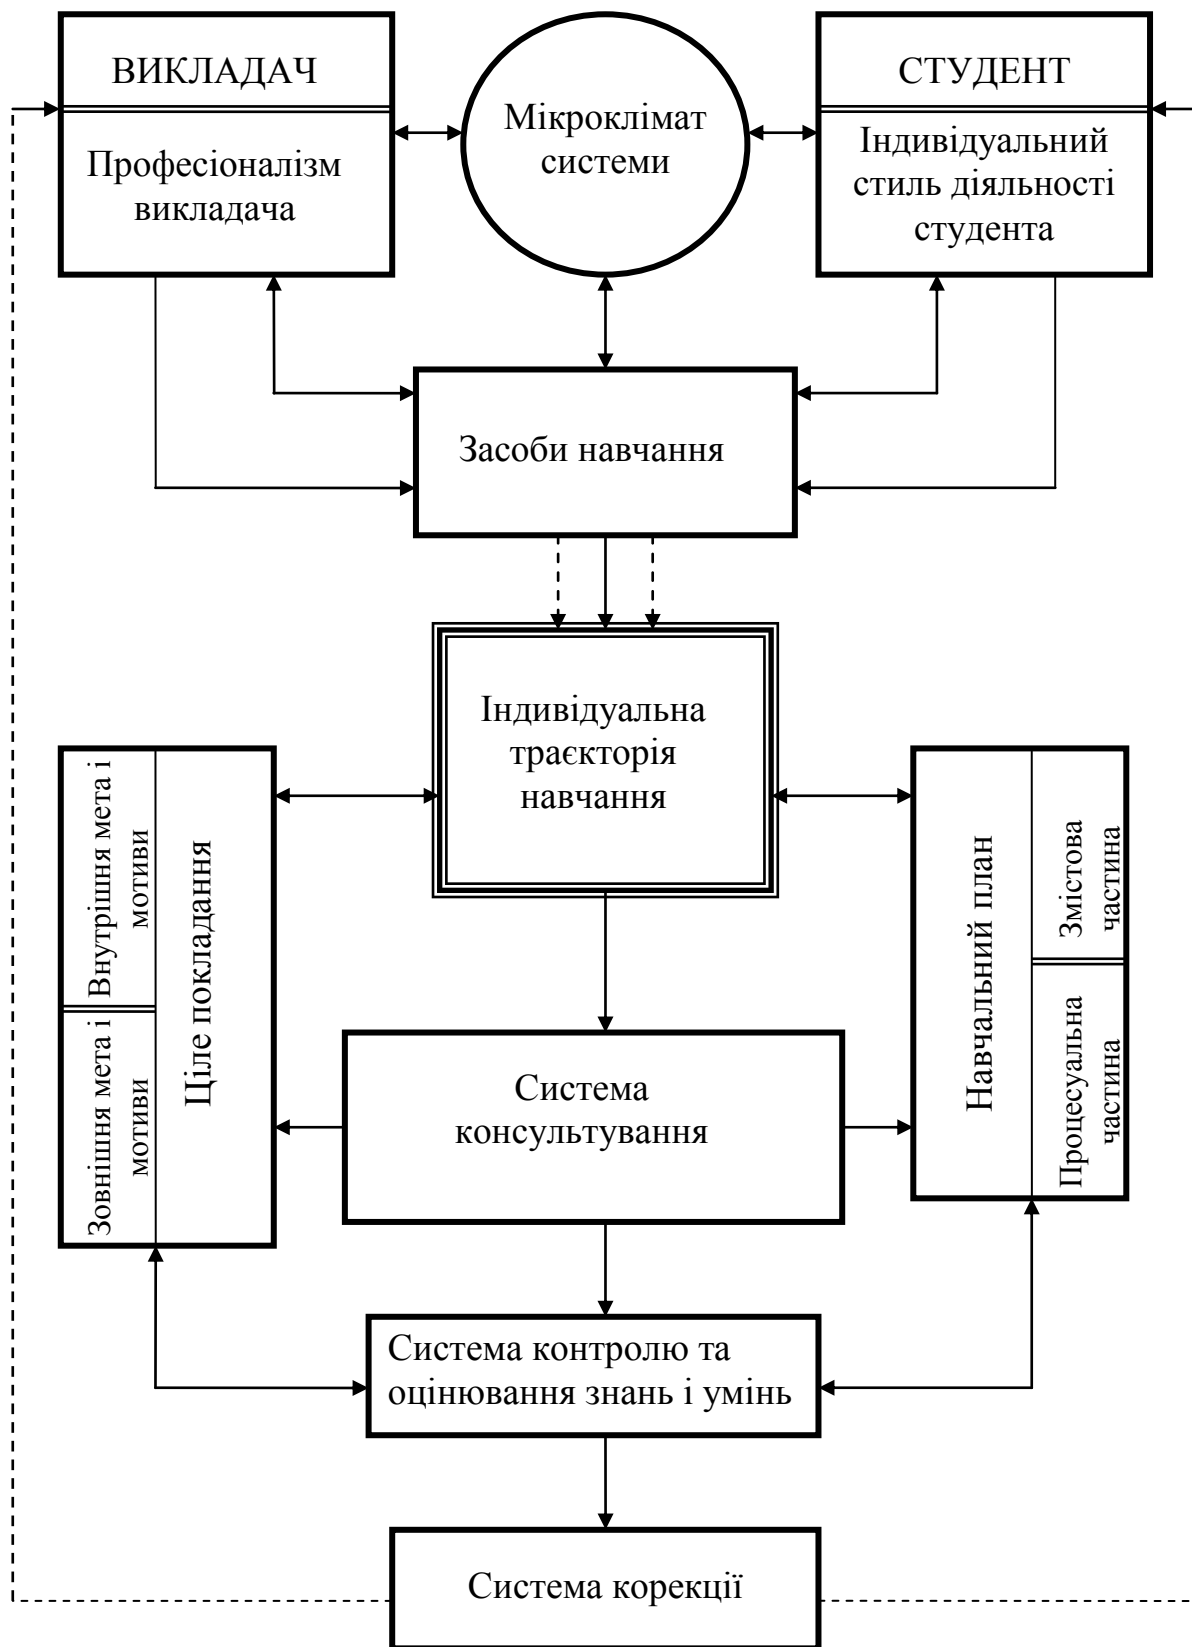 ВИКЛАДАЧ
Професіоналізм
викладача
Мікроклімат
системи
СТУДЕНТ
Індивідуальний
стиль діяльності
студента
Засоби навчання
Індивідуальна
траєкторія
навчання
Внутрішня мета і
мотиви
Зовнішня мета і
мотиви
Ціле покладання
Навчальний план
Змістова
частина
Процесуальна
частина
Система
консультування
Система контролю та
оцінювання знань і умінь
Система корекції